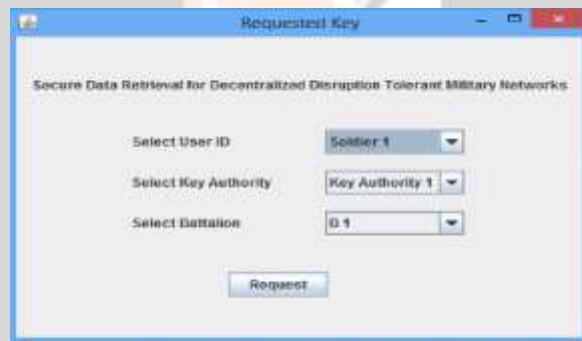 Requested Key
Secure Data Retrieval for Decentralized Disruption Tolerant Military Networks
Select User ID Soldier 1
Select Key Authority Key Authority 1
Select Battalion
Request